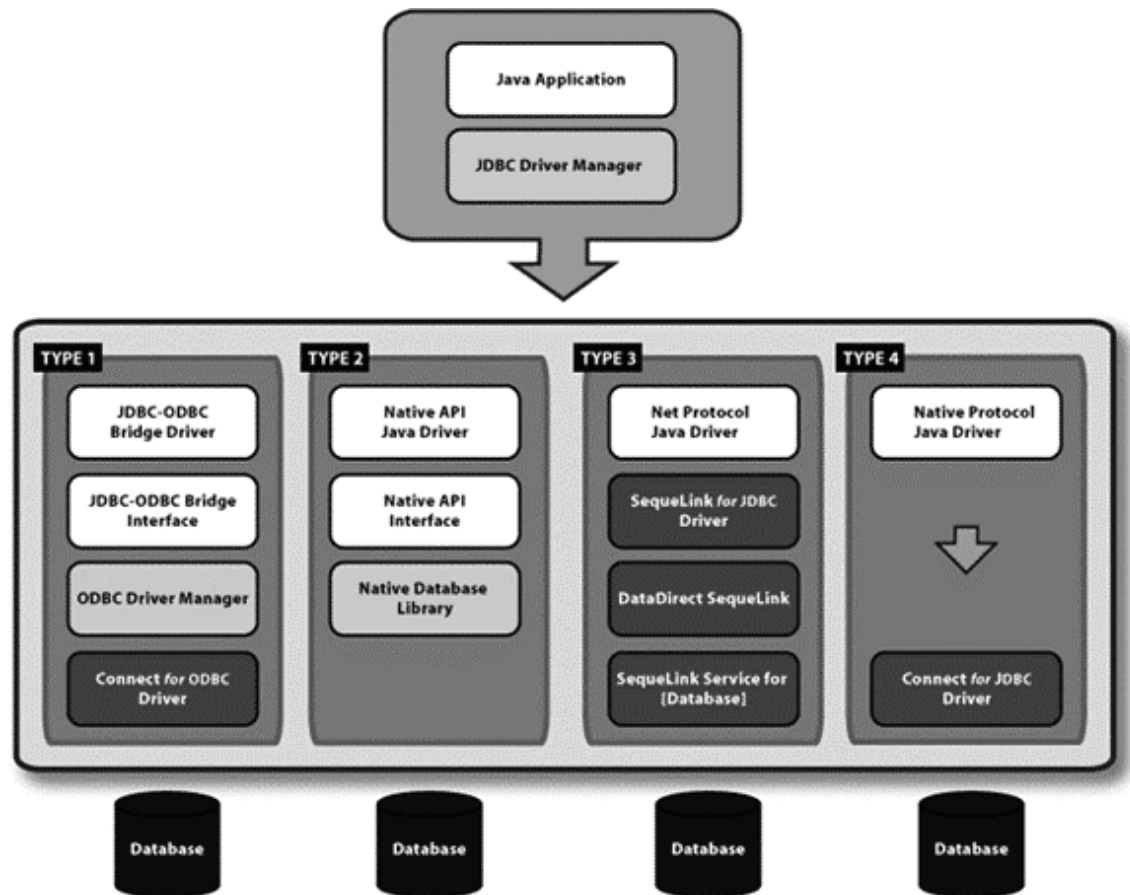 Java Application
JDBC Driver Manager
TYPE 1
JDBC-ODBC
Bridge Driver
JDBC-ODBC Bridge
Interface
ODBC Driver Manager
Connect for ODBC
Driver
TYPE 2
Native API
Java Driver
Native API
Interface
Native Database
Library
TYPE 3
Net Protocol
Java Driver
SequeLink for JDBC
Driver
DataDirect SequeLink
SequeLink Service for
[Database]
TYPE 4
Native Protocol
Java Driver
Connect for JDBC
Driver
Database
Database
Database
Database